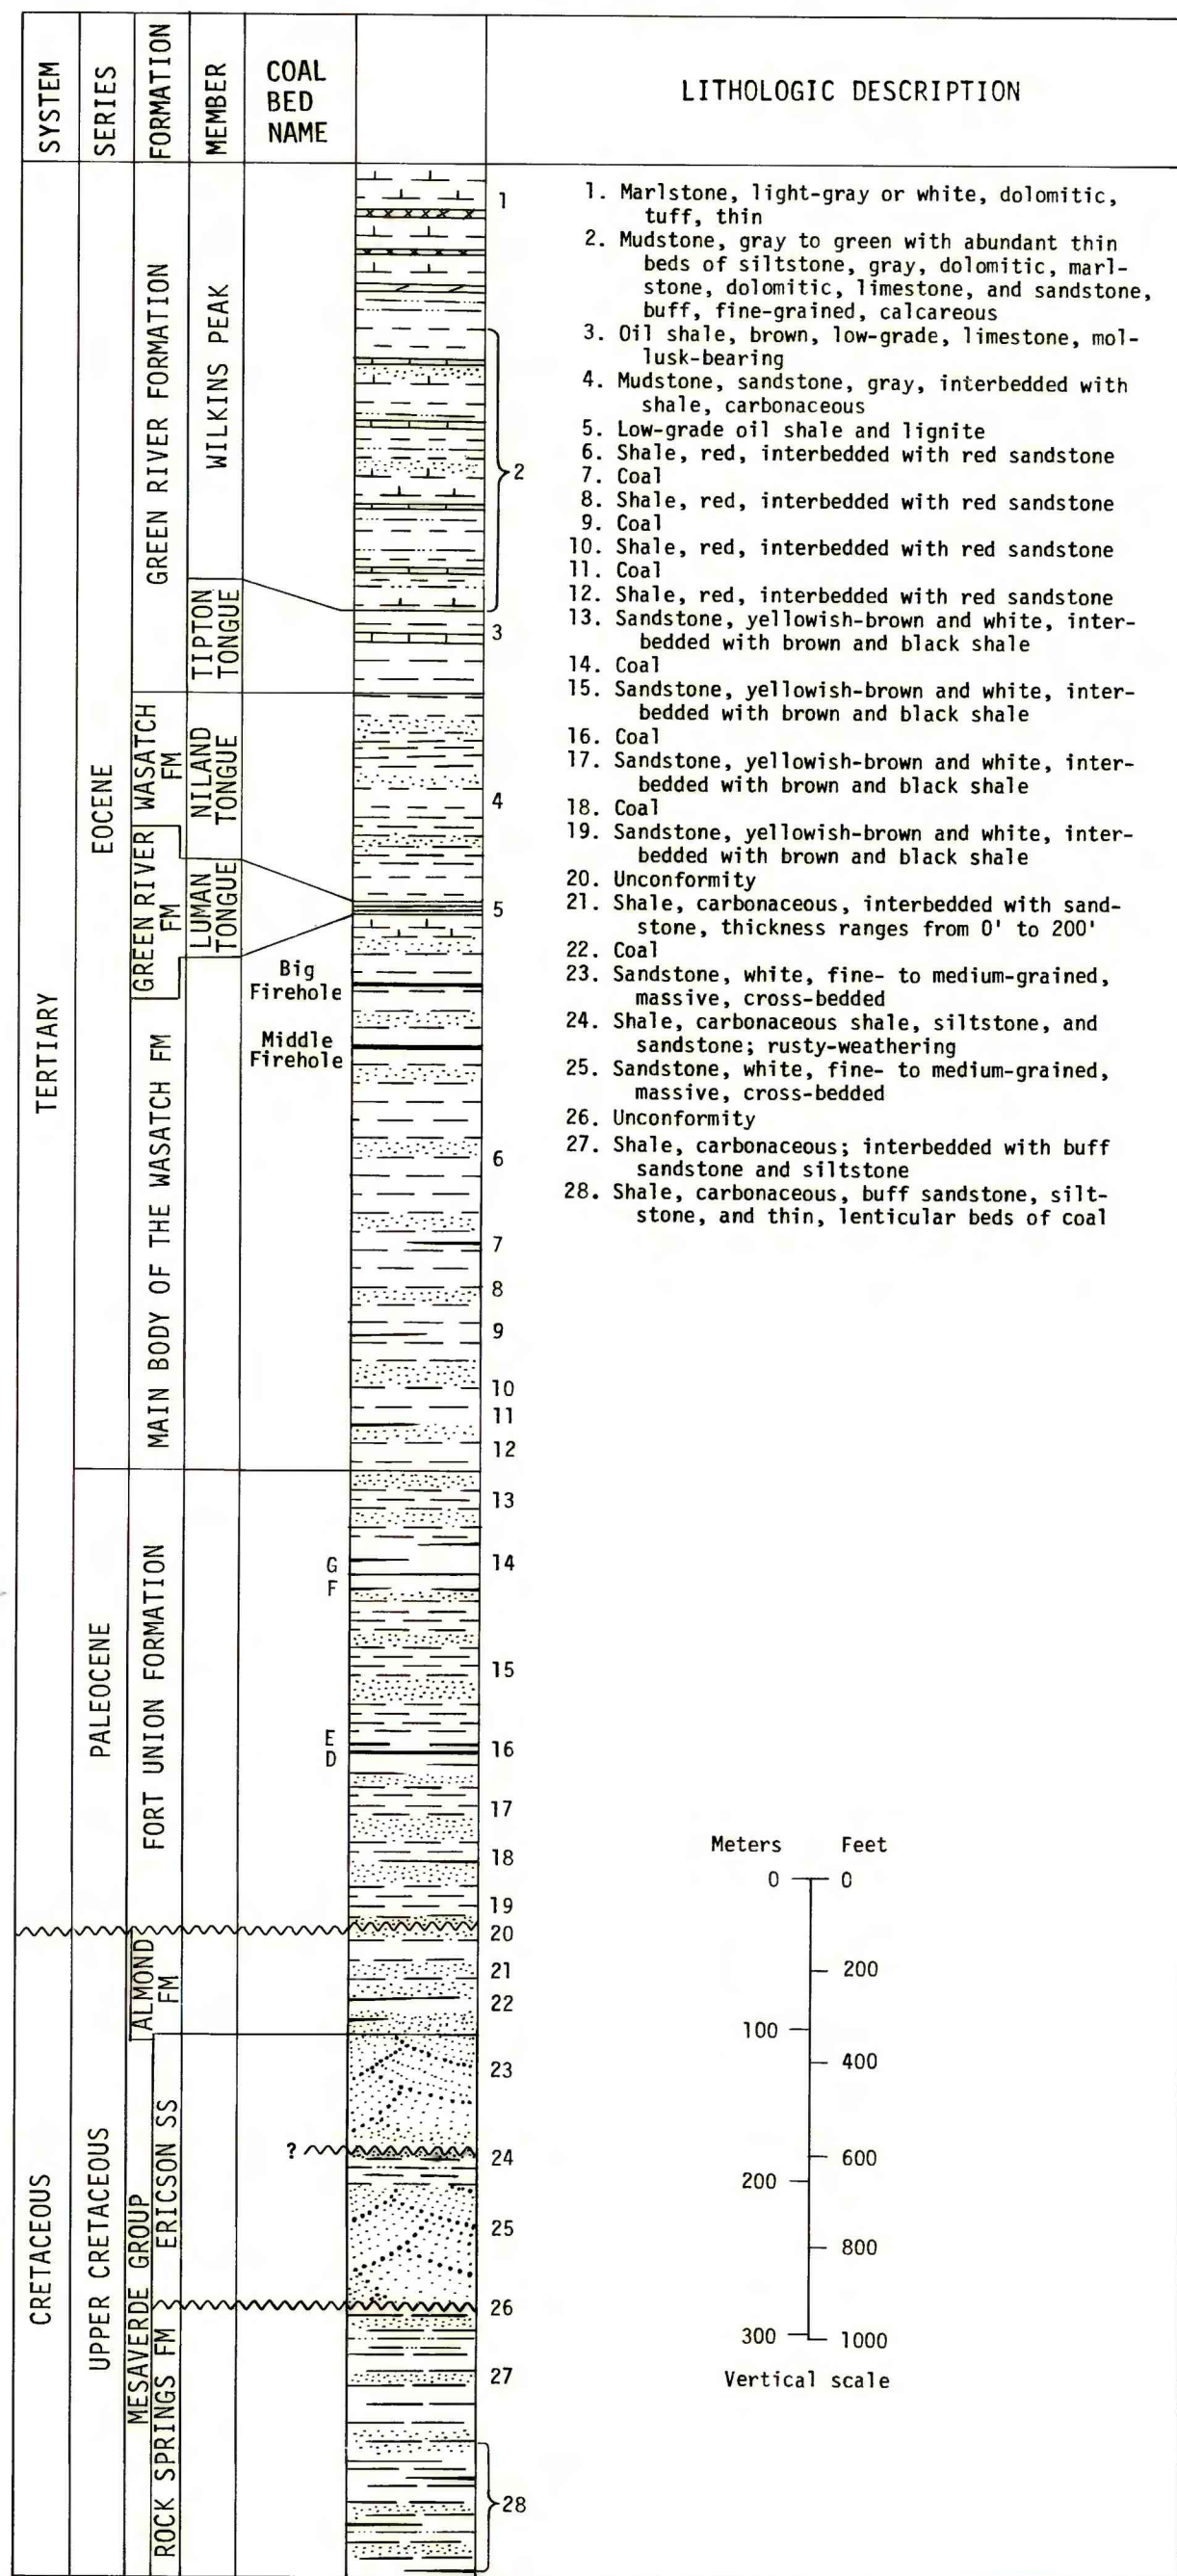 SYSTEM
SERIES
FORMATION
MEMBER
COAL
BED
NAME
LITHOLOGIC DESCRIPTION
TERTIARY
CRETACEOUS
EOCENE
PALEOCENE
UPPER CRETACEOUS
GREEN RIVER FORMATION
WASATCH
FM
GREEN RIVER
FM
MAIN BODY OF THE WASATCH FM
FORT UNION FORMATION
ALMOND
FM
MESAVERDE GROUP
ERICSON SS
ROCK SPRINGS FM
WILKINS PEAK
TIPTON
TONGUE
NILAND
TONGUE
LUMAN
TONGUE
Big
Firehole
Middle
Firehole
G
F
E
D
?
1
2
3
4
5
6
7
8
9
10
11
12
13
14
15
16
17
18
19
20
21
22
23
24
25
26
27
28
1. Marlstone, light-gray or white, dolomitic,
tuff, thin
2. Mudstone, gray to green with abundant thin
beds of siltstone, gray, dolomitic, marl-
stone, dolomitic, limestone, and sandstone,
buff, fine-grained, calcareous
3. Oil shale, brown, low-grade, limestone, mol-
lusk-bearing
4. Mudstone, sandstone, gray, interbedded with
shale, carbonaceous
5. Low-grade oil shale and lignite
6. Shale, red, interbedded with red sandstone
7. Coal
8. Shale, red, interbedded with red sandstone
9. Coal
10. Shale, red, interbedded with red sandstone
11. Coal
12. Shale, red, interbedded with red sandstone
13. Sandstone, yellowish-brown and white, inter-
bedded with brown and black shale
14. Coal
15. Sandstone, yellowish-brown and white, inter-
bedded with brown and black shale
16. Coal
17. Sandstone, yellowish-brown and white, inter-
bedded with brown and black shale
18. Coal
19. Sandstone, yellowish-brown and white, inter-
bedded with brown and black shale
20. Unconformity
21. Shale, carbonaceous, interbedded with sand-
stone, thickness ranges from 0' to 200'
22. Coal
23. Sandstone, white, fine- to medium-grained,
massive, cross-bedded
24. Shale, carbonaceous shale, siltstone, and
sandstone; rusty-weathering
25. Sandstone, white, fine- to medium-grained,
massive, cross-bedded
26. Unconformity
27. Shale, carbonaceous; interbedded with buff
sandstone and siltstone
28. Shale, carbonaceous, buff sandstone, silt-
stone, and thin, lenticular beds of coal
Meters Feet
0 0
200
100
400
600
200
800
300 1000
Vertical scale